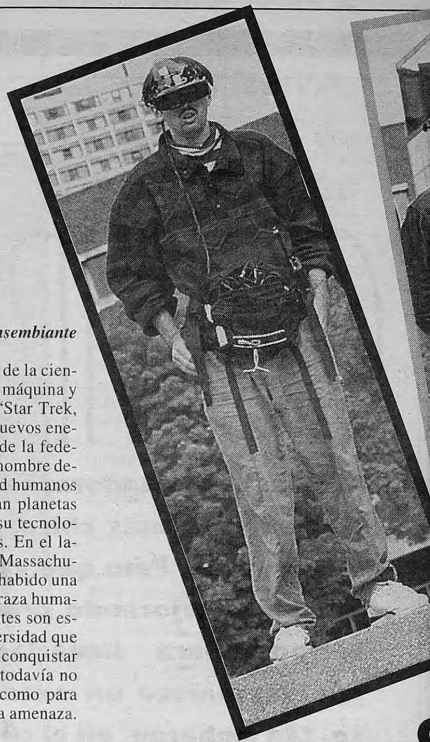 nsembiante
de la cien-
máquina y
"Star Trek,
uevos ene-
de la fede-
nombre de-
d humanos
an planetas
su tecnolo-
s. En el la-
Massachu-
habido una
raza huma-
tes son es-
ersidad que
conquistar
todavía no
como para
a amenaza.